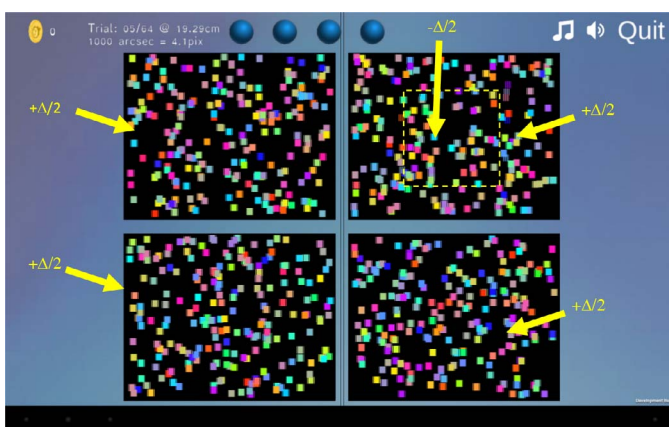 0
Trial: 05/64 @ 19.29cm
1000 arcsec = 4.1pix
Quit
-Δ/2
+Δ/2
+Δ/2
+Δ/2
+Δ/2